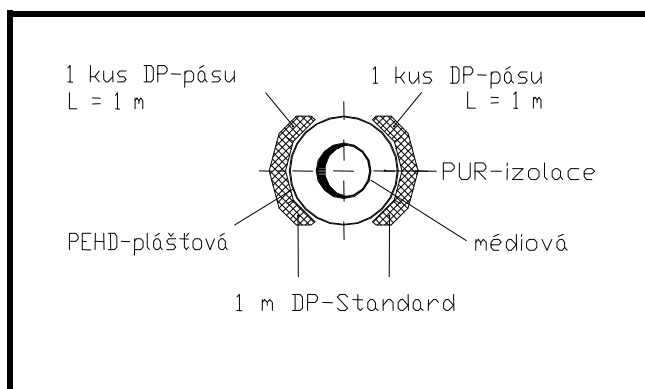 1 kus DP-pásu
L = 1 m
1 kus DP-pásu
L = 1 m
PUR-izolace
PEHD-plášťová
médiová
1 m DP-Standard